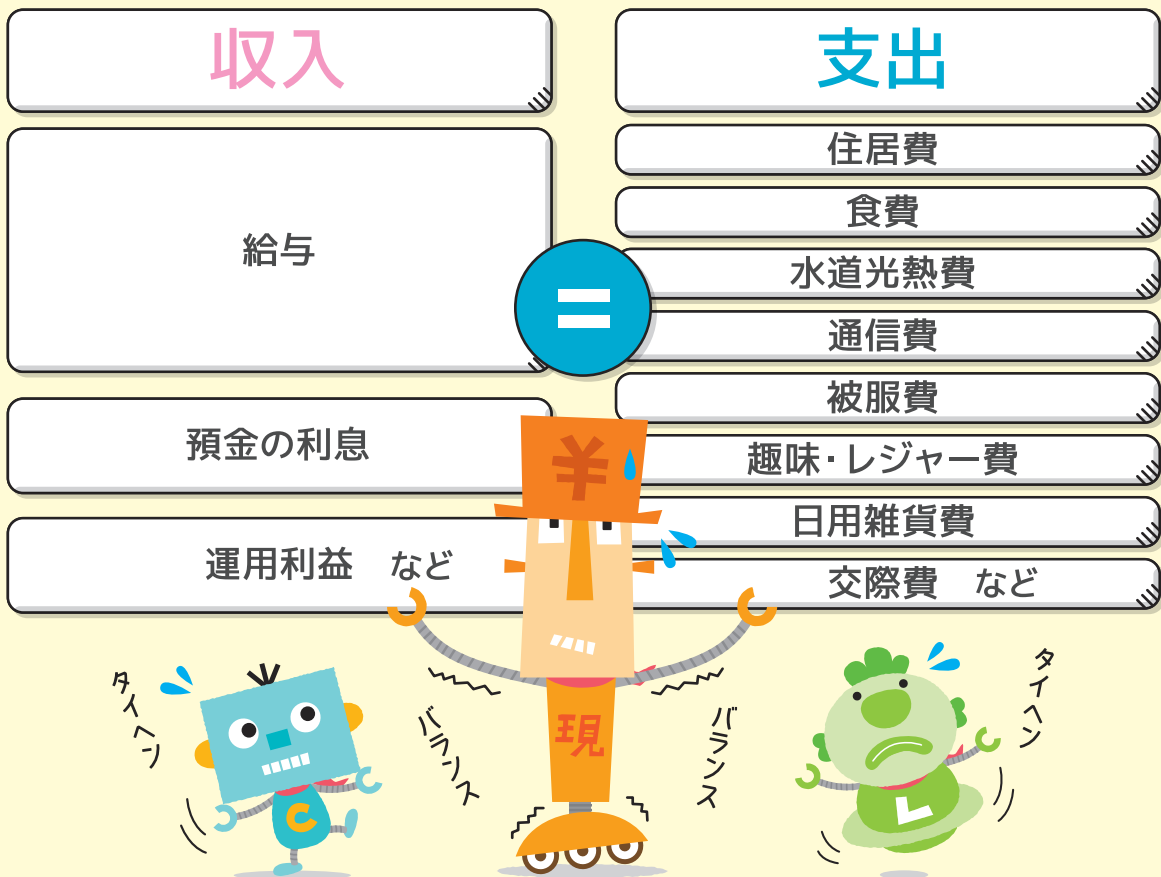 収入
給与
預金の利息
運用利益　など
=
支出
住居費
食費
水道光熱費
通信費
被服費
趣味・レジャー費
日用雑貨費
交際費　など
¥
現
タイヘン
バランス
バランス
タイヘン
C
L